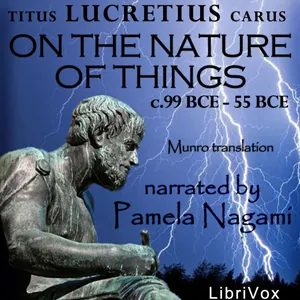 TITUS LUCRETIUS CARUS
ON THE NATURE
OF THINGS
c.99 BCE - 55 BCE
Munro translation
narrated by
Pamela Nagami
LibriVox